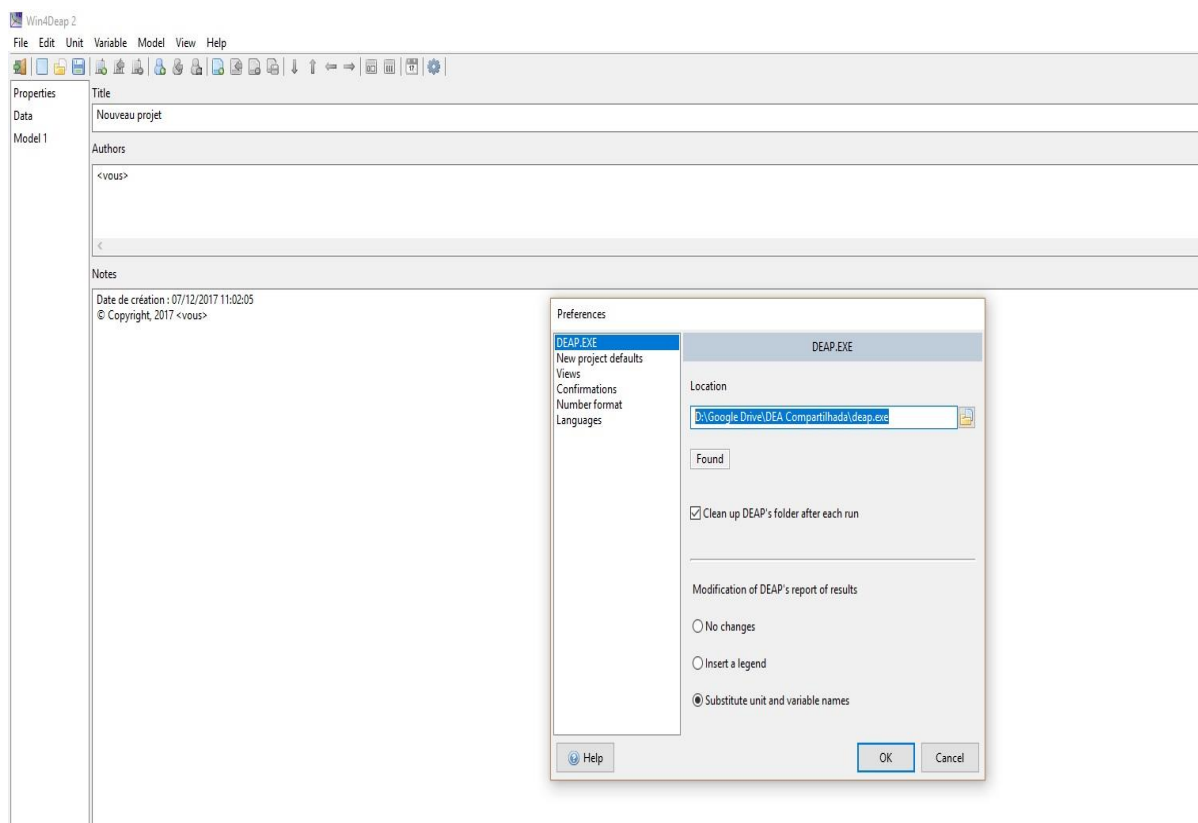 Win4Deap 2
File Edit Unit Variable Model View Help
Properties
Data
Model 1
Title
Nouveau projet
Authors
<vous>
Notes
Date de création : 07/12/2017 11:02:05
© Copyright, 2017 <vous>
Preferences
DEAP.EXE
New project defaults
Views
Confirmations
Number format
Languages
DEAP.EXE
Location
D:\Google Drive\DEA Compartilhada\deap.exe
Found
Clean up DEAP's folder after each run
Modification of DEAP's report of results
No changes
Insert a legend
Substitute unit and variable names
Help
OK
Cancel